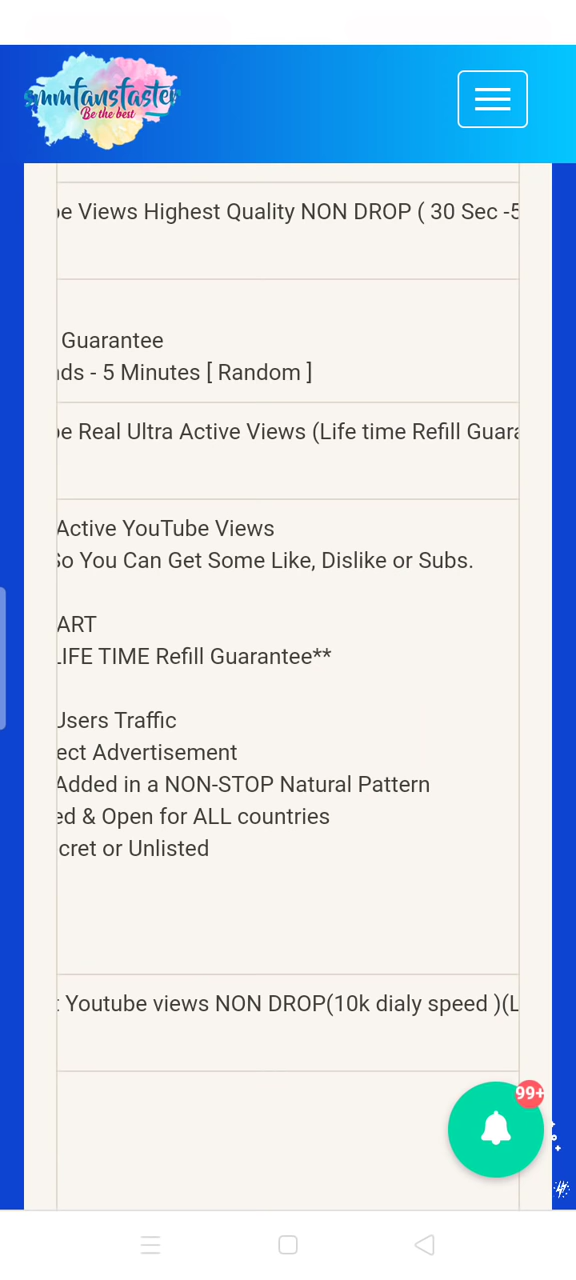 smmfansfaster
Be the best
be Views Highest Quality NON DROP ( 30 Sec -5
Guarantee
nds - 5 Minutes [ Random ]
be Real Ultra Active Views (Life time Refill Guara
Active YouTube Views
So You Can Get Some Like, Dislike or Subs.
ART
LIFE TIME Refill Guarantee**
Users Traffic
ect Advertisement
Added in a NON-STOP Natural Pattern
ed & Open for ALL countries
cret or Unlisted
t Youtube views NON DROP(10k dialy speed )(L
99+